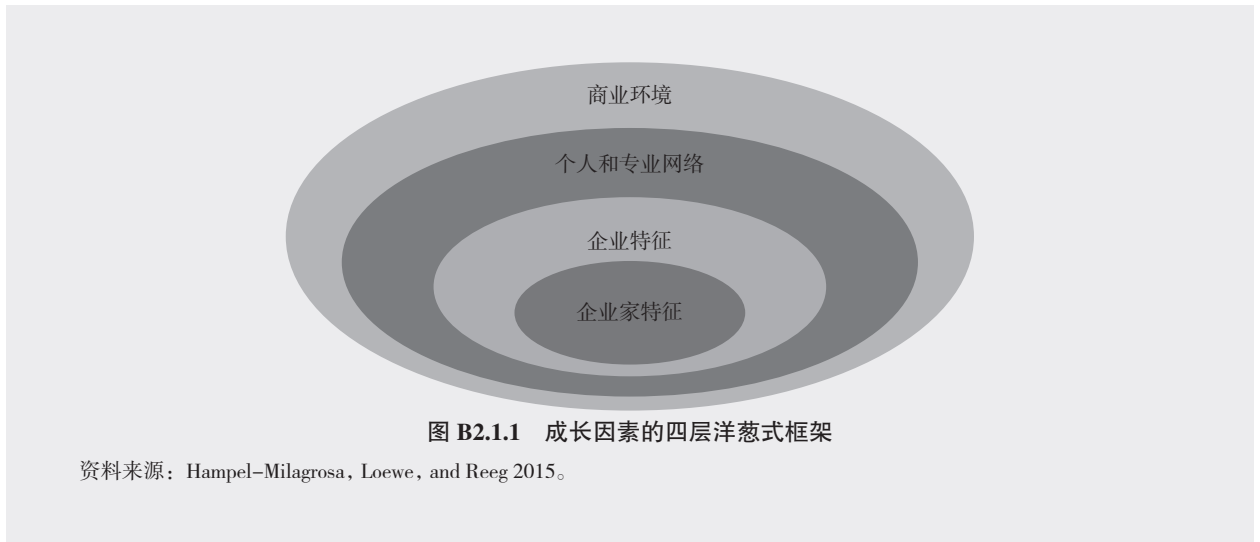 商业环境
个人和专业网络
企业特征
企业家特征
图 B2.1.1 成长因素的四层洋葱式框架
资料来源：Hampel-Milagrosa, Loewe, and Reeg 2015。